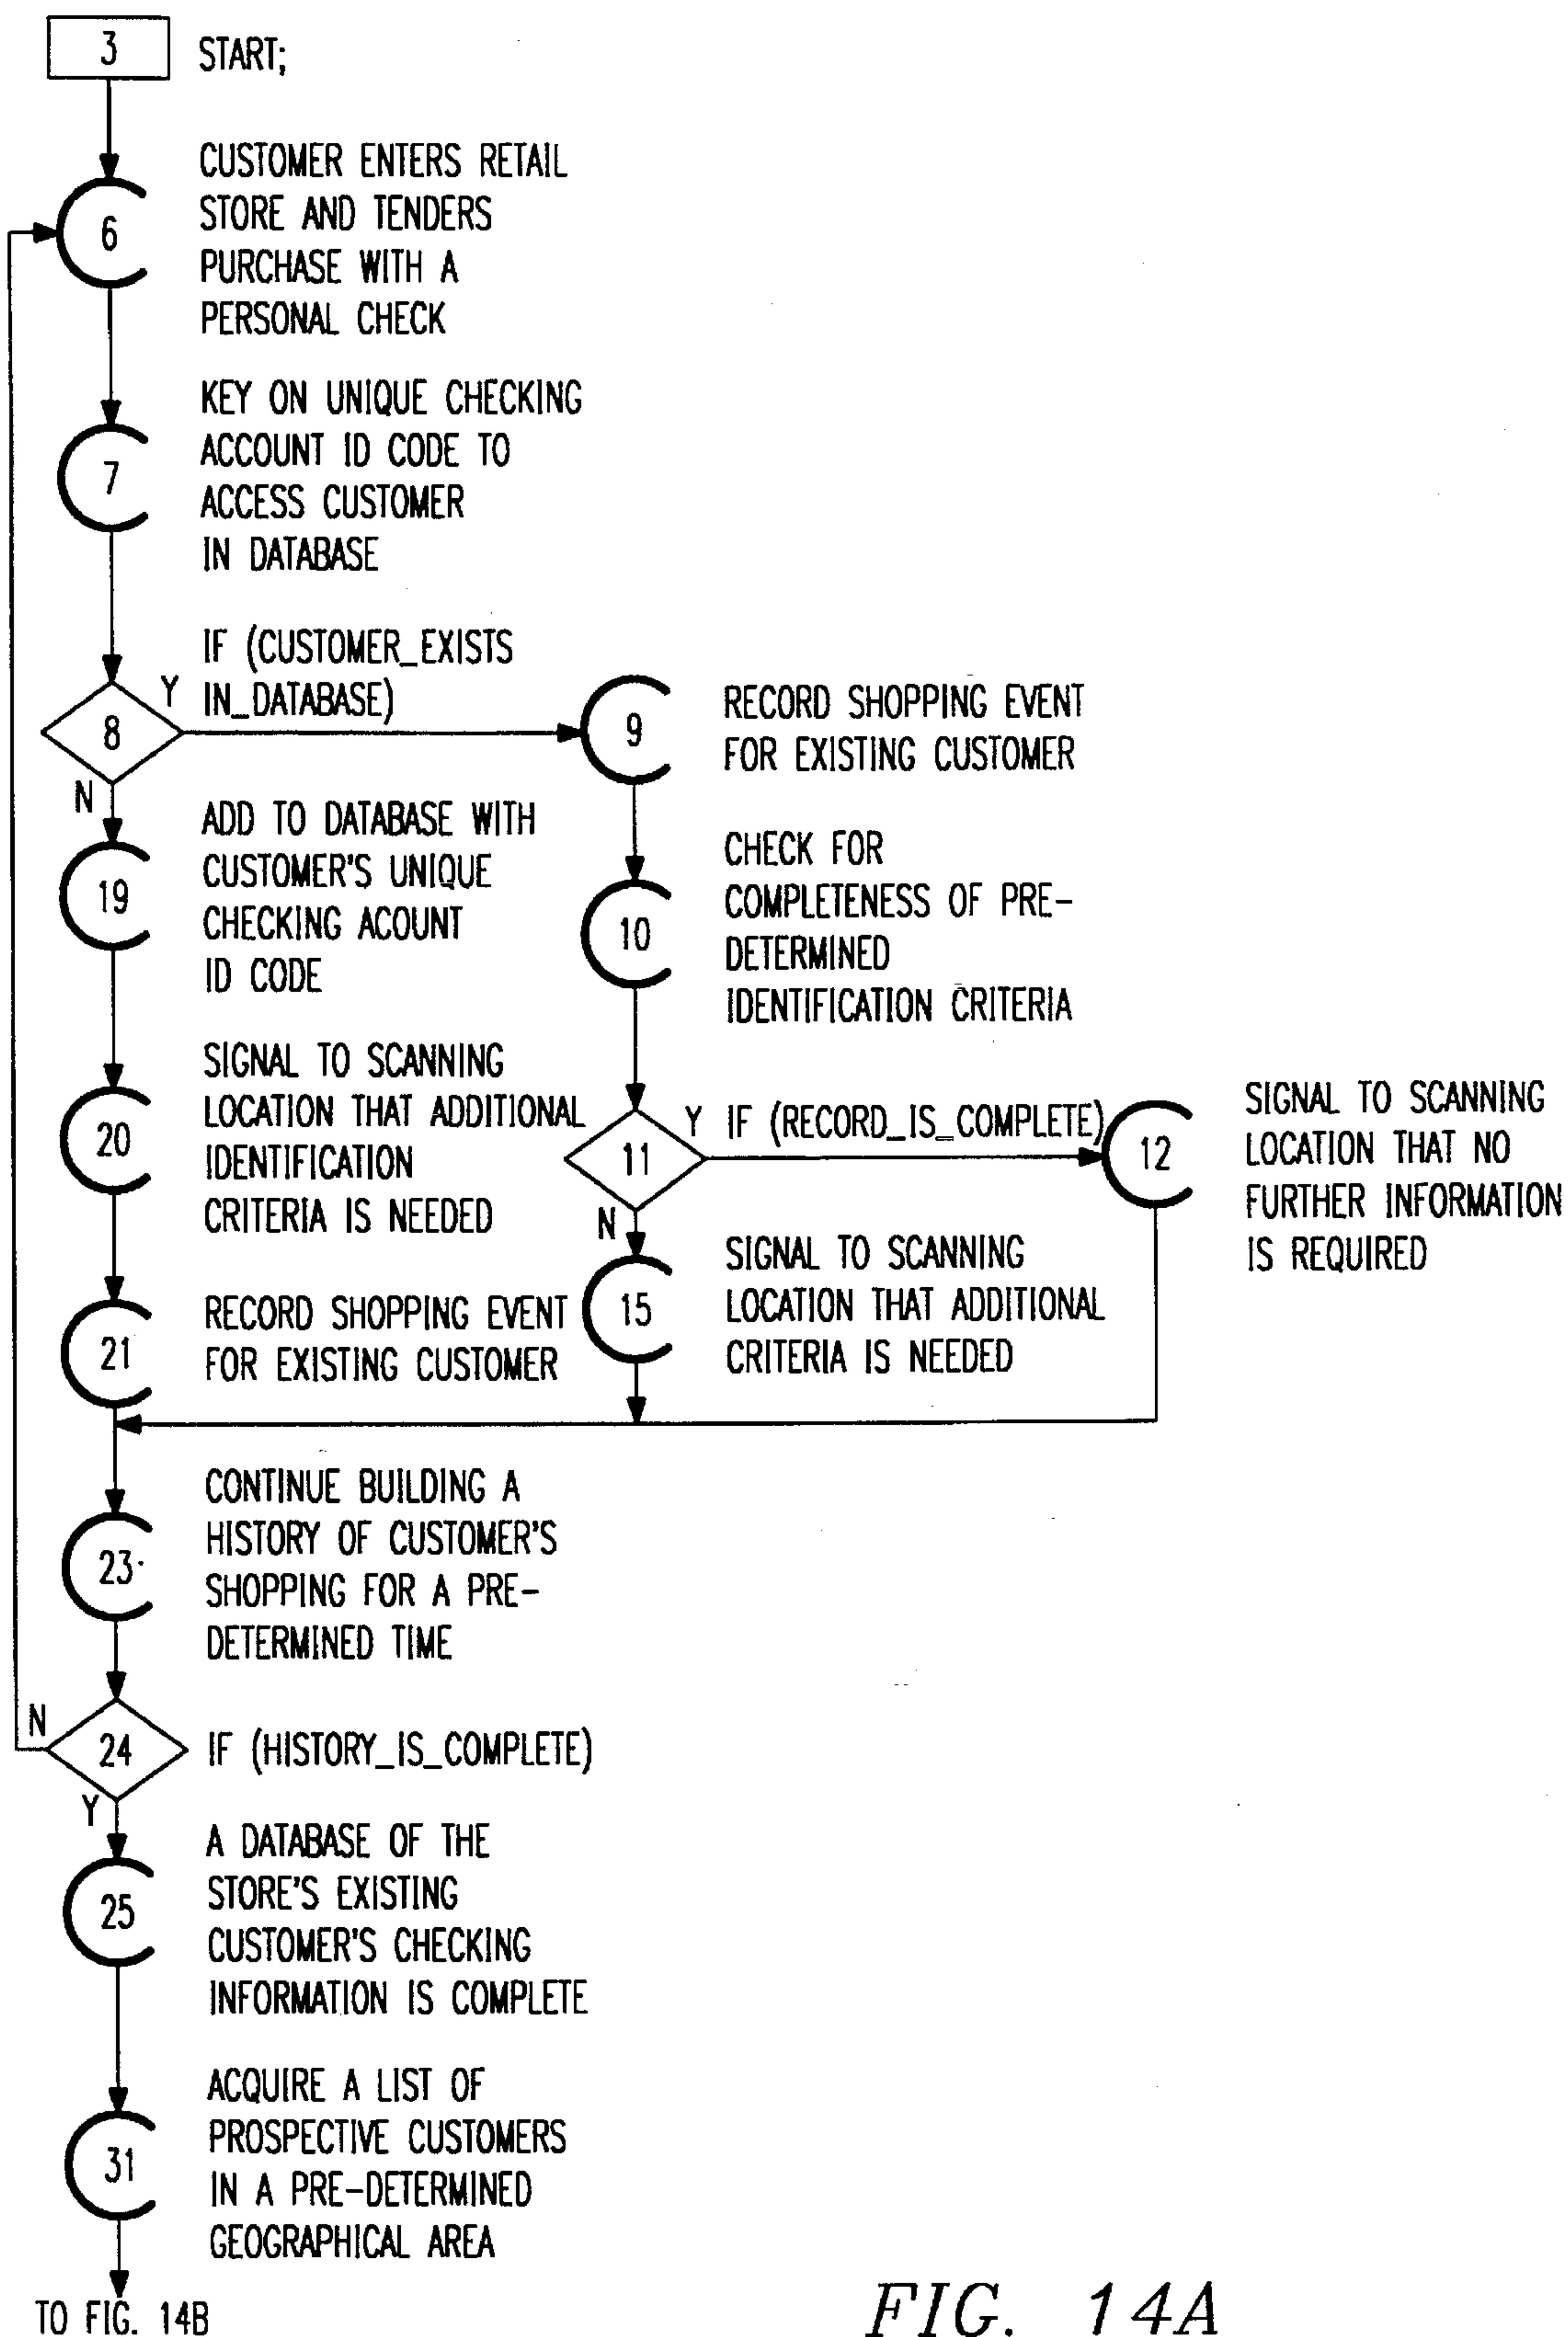 3 START;
CUSTOMER ENTERS RETAIL
STORE AND TENDERS
PURCHASE WITH A
PERSONAL CHECK
6
KEY ON UNIQUE CHECKING
ACCOUNT ID CODE TO
ACCESS CUSTOMER
IN DATABASE
7
IF (CUSTOMER_EXISTS
IN_DATABASE)
Y
8
N
9
RECORD SHOPPING EVENT
FOR EXISTING CUSTOMER
ADD TO DATABASE WITH
CUSTOMER'S UNIQUE
CHECKING ACOUNT
ID CODE
19
CHECK FOR
COMPLETENESS OF PRE-
DETERMINED
IDENTIFICATION CRITERIA
10
SIGNAL TO SCANNING
LOCATION THAT ADDITIONAL
IDENTIFICATION
CRITERIA IS NEEDED
20
Y IF (RECORD_IS_COMPLETE)
11
N
12
SIGNAL TO SCANNING
LOCATION THAT NO
FURTHER INFORMATION
IS REQUIRED
SIGNAL TO SCANNING
LOCATION THAT ADDITIONAL
CRITERIA IS NEEDED
15
RECORD SHOPPING EVENT
FOR EXISTING CUSTOMER
21
CONTINUE BUILDING A
HISTORY OF CUSTOMER'S
SHOPPING FOR A PRE-
DETERMINED TIME
23
N
24 IF (HISTORY_IS_COMPLETE)
Y
A DATABASE OF THE
STORE'S EXISTING
CUSTOMER'S CHECKING
INFORMATION IS COMPLETE
25
ACQUIRE A LIST OF
PROSPECTIVE CUSTOMERS
IN A PRE-DETERMINED
GEOGRAPHICAL AREA
31
TO FIG. 14B
FIG. 14A